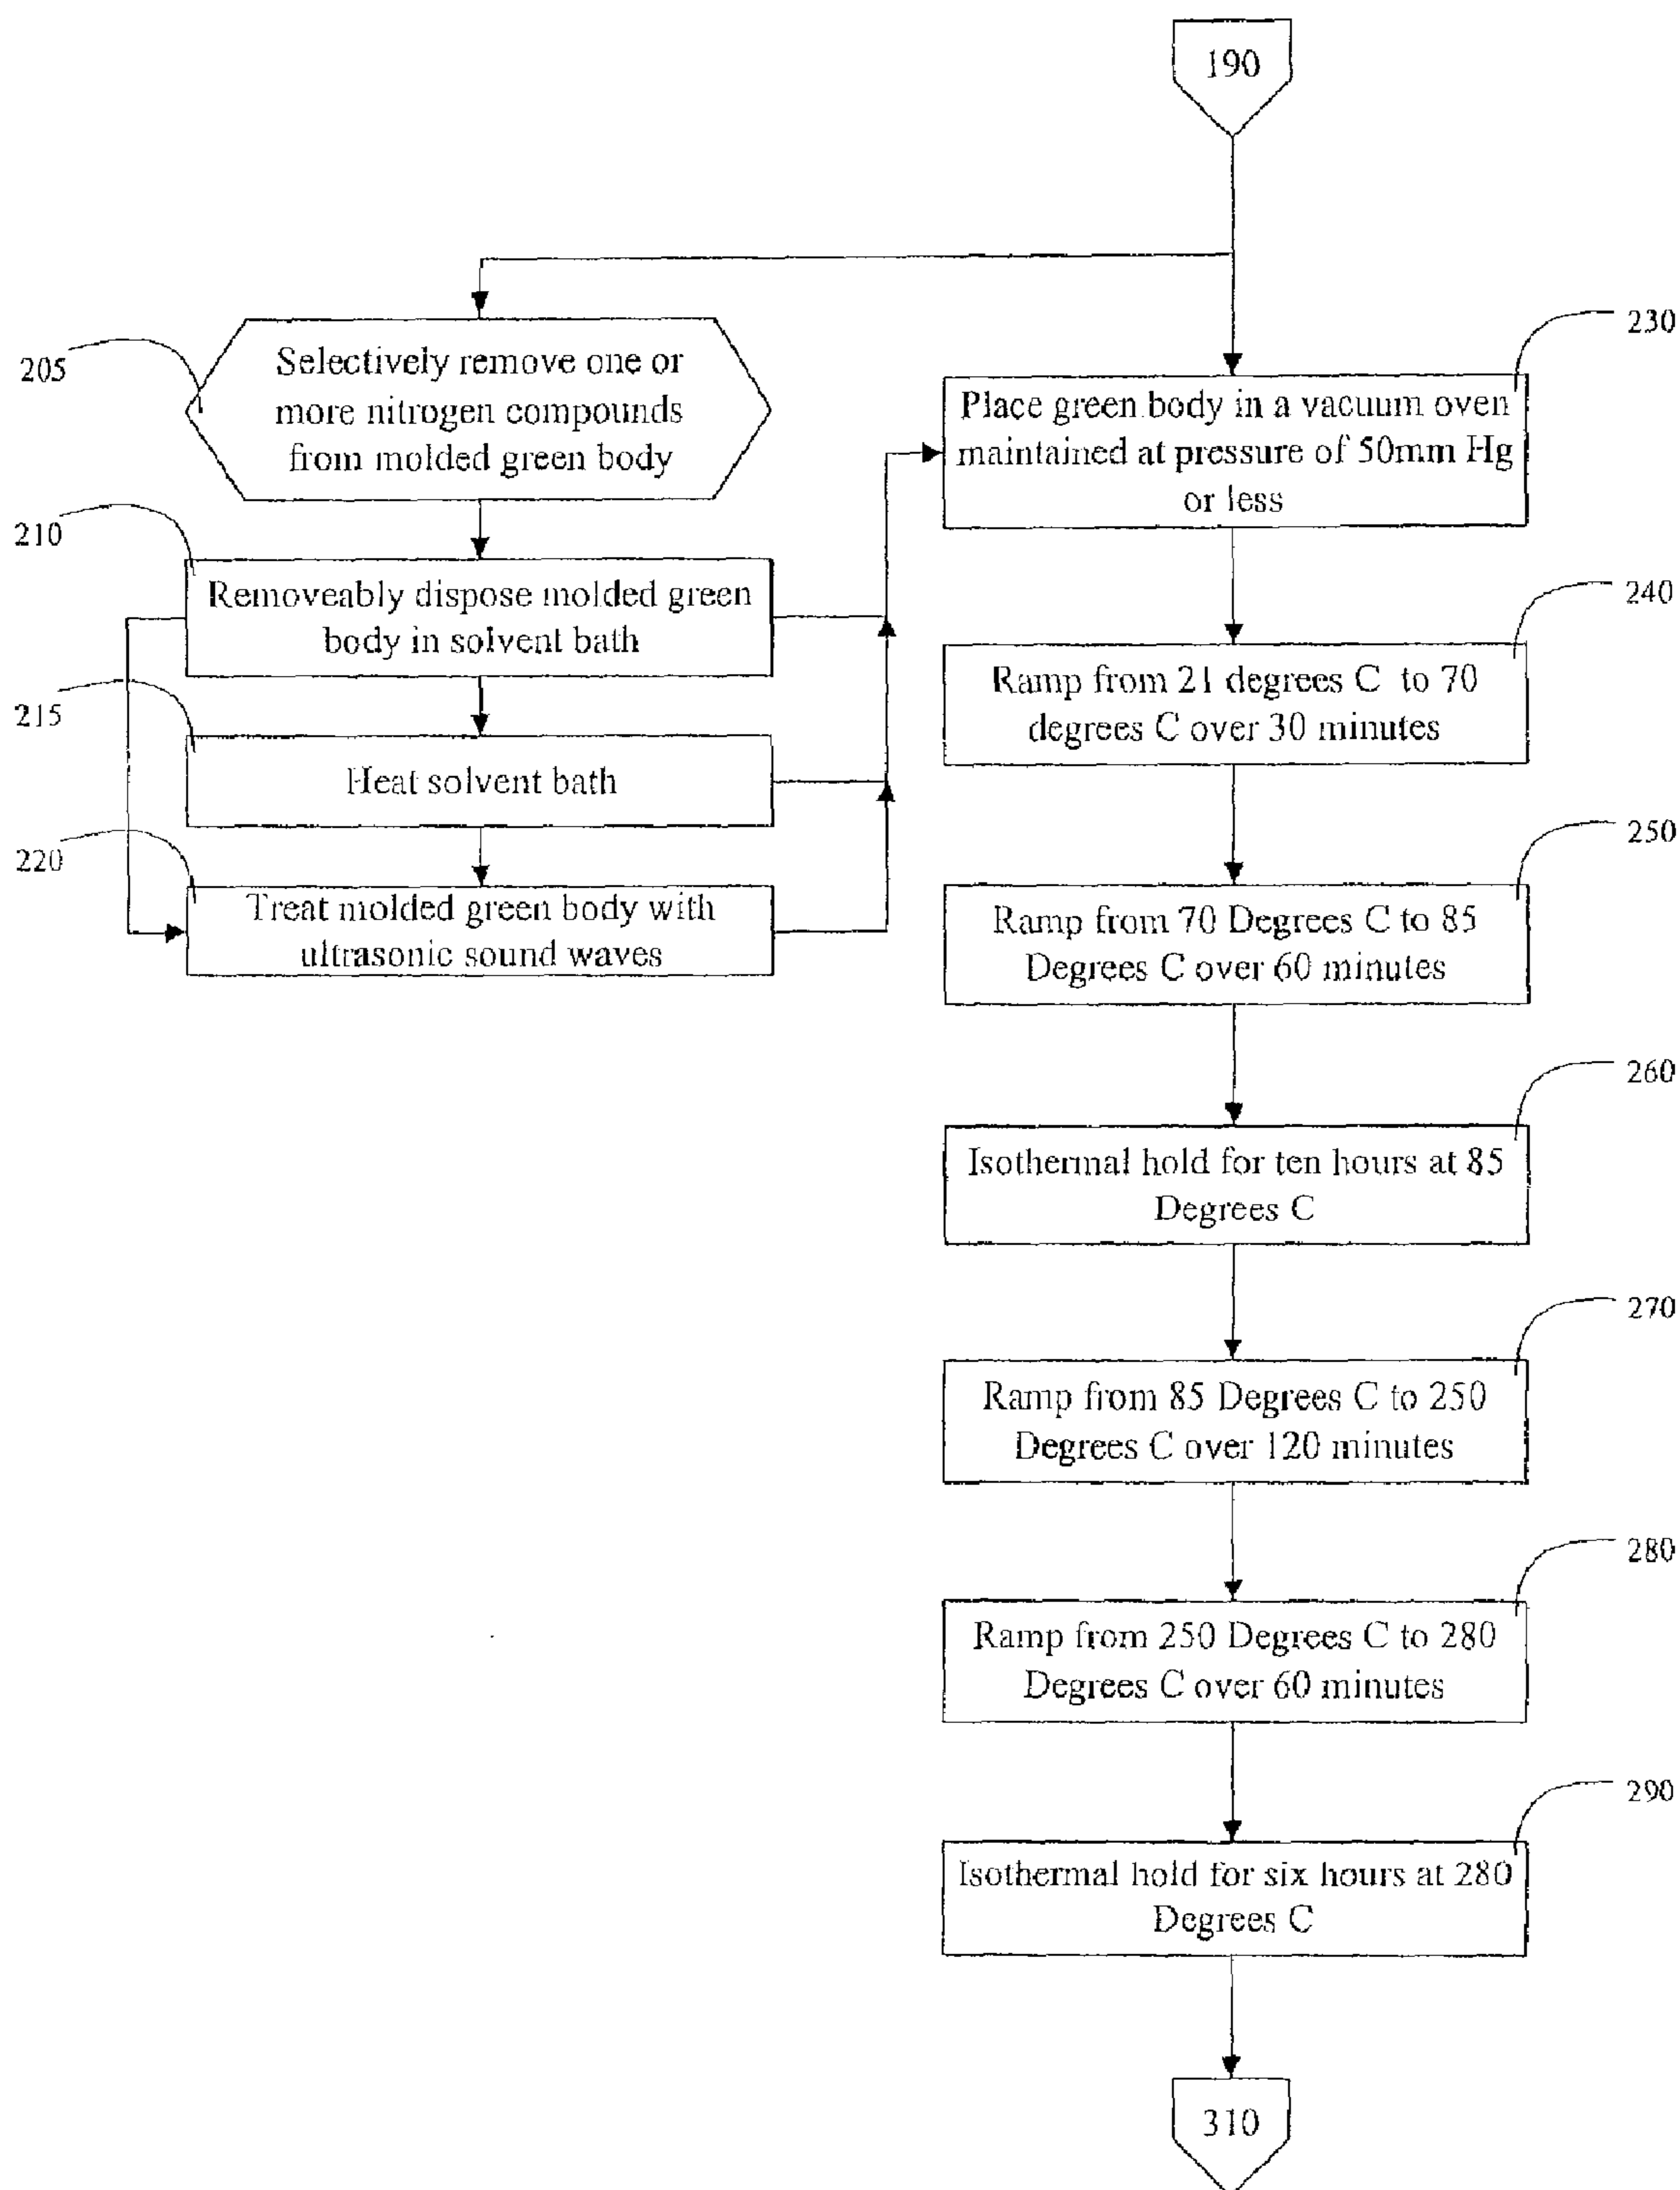 190
205
Selectively remove one or
more nitrogen compounds
from molded green body
210
Removeably dispose molded green
body in solvent bath
215
Heat solvent bath
220
Treat molded green body with
ultrasonic sound waves
230
Place green body in a vacuum oven
maintained at pressure of 50mm Hg
or less
240
Ramp from 21 degrees C to 70
degrees C over 30 minutes
250
Ramp from 70 Degrees C to 85
Degrees C over 60 minutes
260
Isothermal hold for ten hours at 85
Degrees C
270
Ramp from 85 Degrees C to 250
Degrees C over 120 minutes
280
Ramp from 250 Degrees C to 280
Degrees C over 60 minutes
290
Isothermal hold for six hours at 280
Degrees C
310